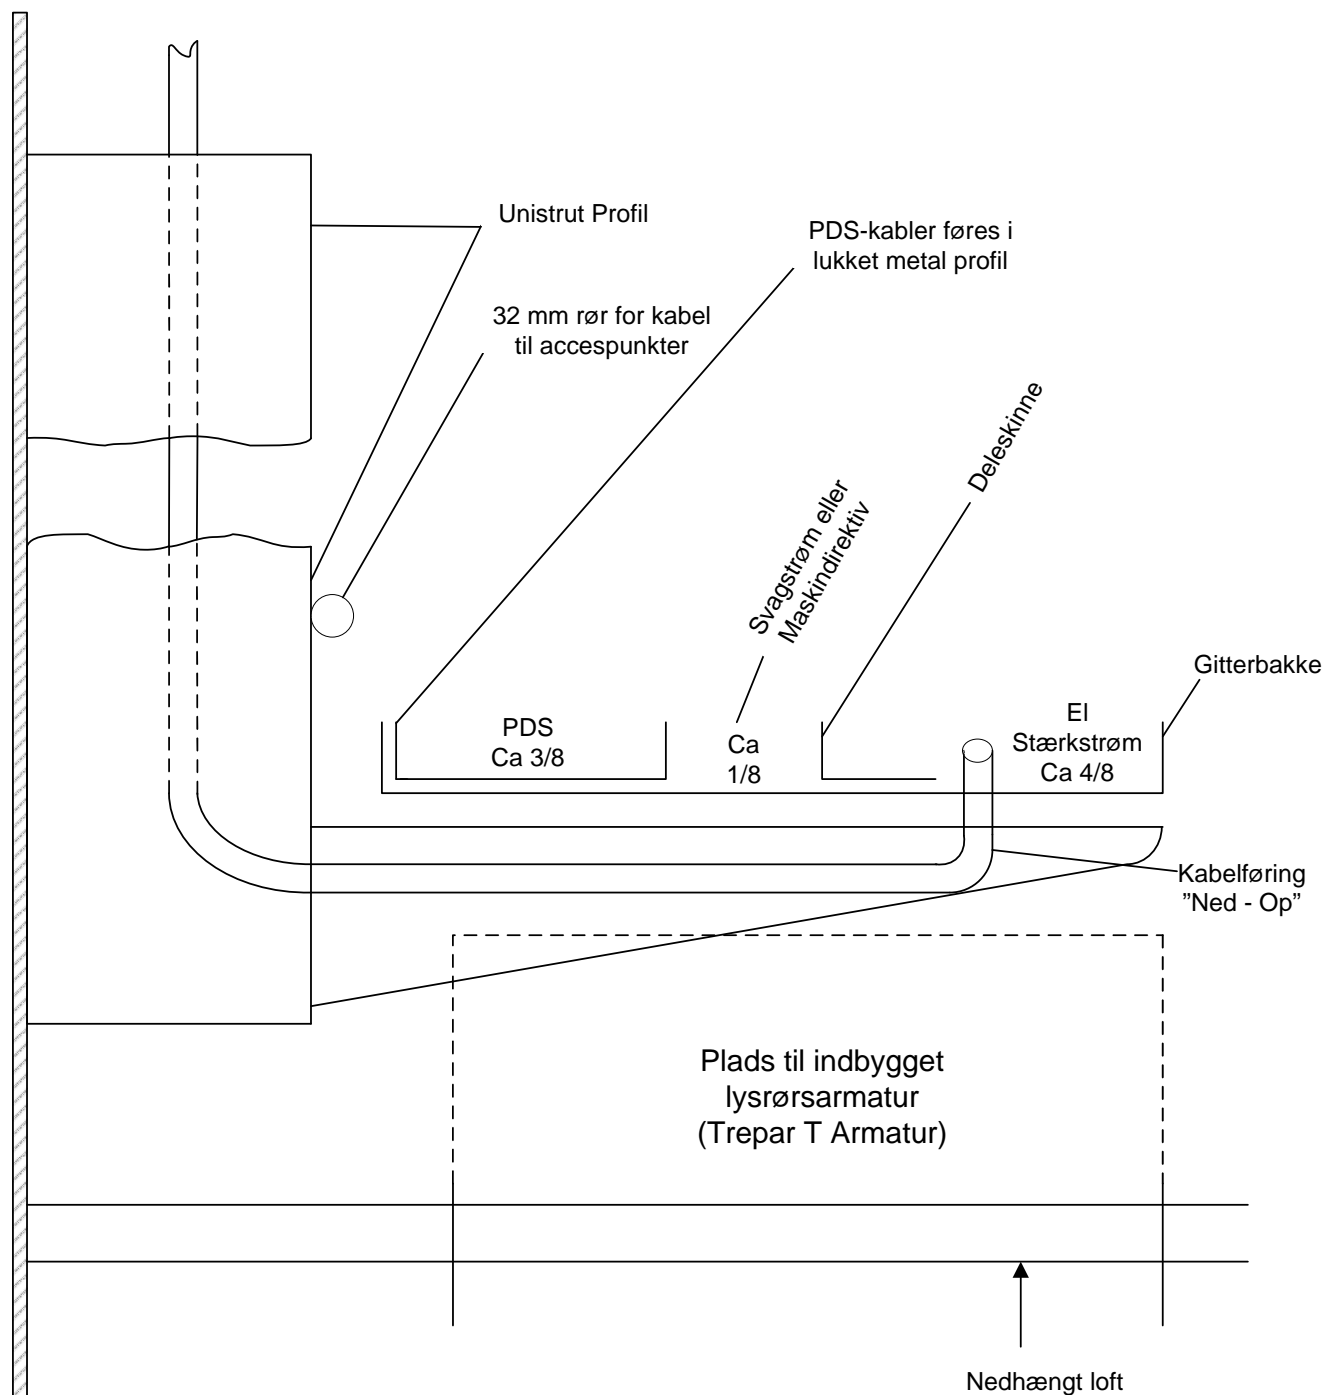 Unistrut Profil
PDS-kabler føres i
lukket metal profil
32 mm rør for kabel
til accespunkter
Deleskinne
Svagstrøm eller
Maskindirektiv
Gitterbakke
PDS
Ca 3/8
Ca
1/8
El
Stærkstrøm
Ca 4/8
Kabelføring
”Ned - Op”
Plads til indbygget
lysrørsarmatur
(Trepar T Armatur)
Nedhængt loft